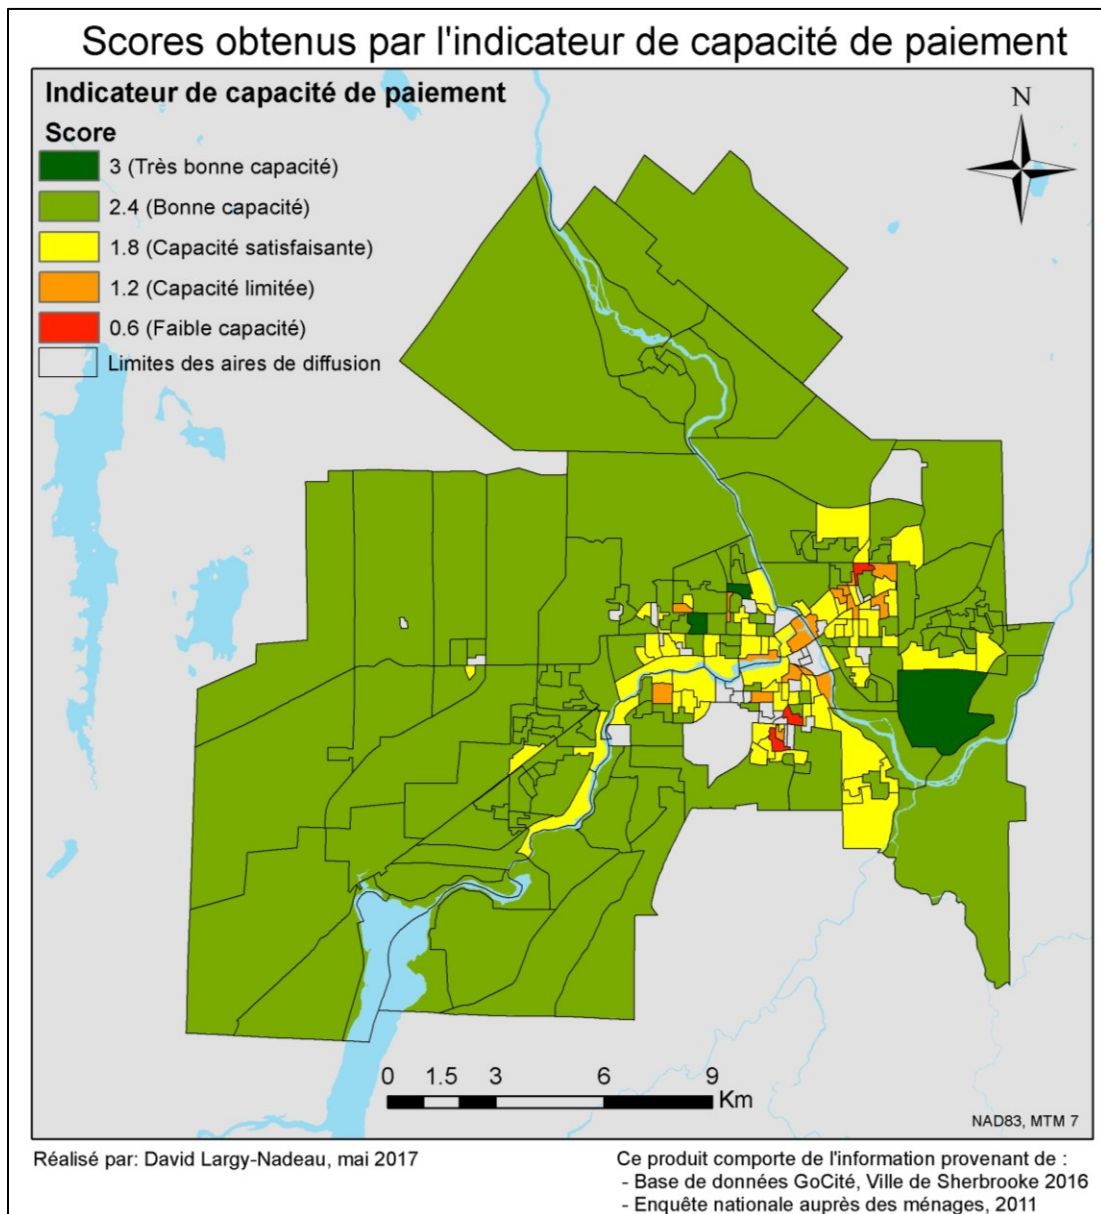 Scores obtenus par l'indicateur de capacité de paiement
Indicateur de capacité de paiement
Score
3 (Très bonne capacité)
2.4 (Bonne capacité)
1.8 (Capacité satisfaisante)
1.2 (Capacité limitée)
0.6 (Faible capacité)
Limites des aires de diffusion
N
0 1.5 3 6 9
Km
NAD83, MTM 7
Réalisé par: David Largy-Nadeau, mai 2017
Ce produit comporte de l'information provenant de :
- Base de données GoCité, Ville de Sherbrooke 2016
- Enquête nationale auprès des ménages, 2011